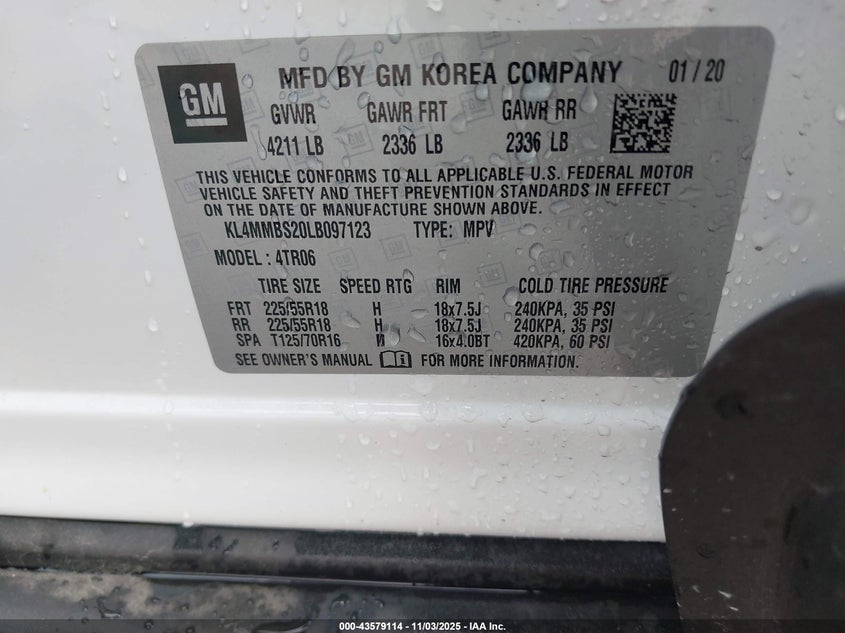 GM
MFD BY GM KOREA COMPANY 01 / 20
GVWR GAWR FRT GAWR RR
4211 LB 2336 LB 2336 LB
THIS VEHICLE CONFORMS TO ALL APPLICABLE U.S. FEDERAL MOTOR
VEHICLE SAFETY AND THEFT PREVENTION STANDARDS IN EFFECT
ON THE DATE OF MANUFACTURE SHOWN ABOVE.
KL4MMBS20LB097123 TYPE: MPV
MODEL : 4TR06
TIRE SIZE SPEED RTG RIM COLD TIRE PRESSURE
FRT 225/55R18 H 18x7.5J 240KPA, 35 PSI
RR 225/55R18 H 18x7.5J 240KPA, 35 PSI
SPA T125/70R16 M 16x4.0BT 420KPA, 60 PSI
SEE OWNER'S MANUAL FOR MORE INFORMATION.
000-43579114 - 11/03/2025 - IAA Inc.